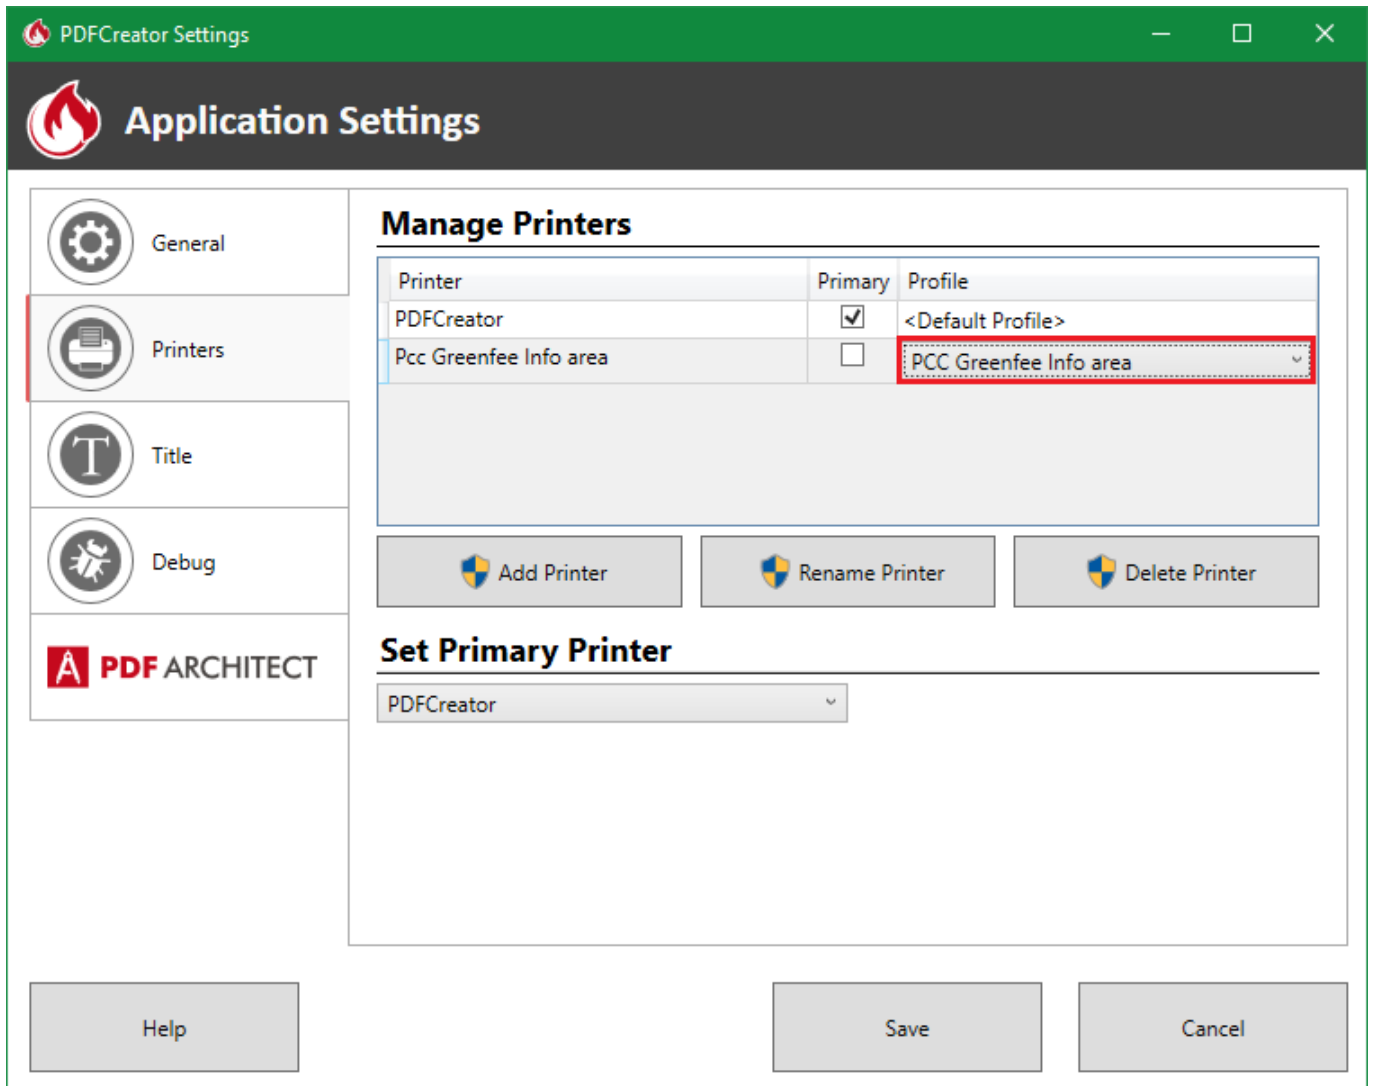 PDFCreator Settings
Application Settings
General
Printers
Title
Debug
PDF ARCHITECT
Manage Printers
Printer Primary Profile
PDFCreator <Default Profile>
Pcc Greenfee Info area PCC Greenfee Info area
Add Printer Rename Printer Delete Printer
Set Primary Printer
PDFCreator
Help Save Cancel